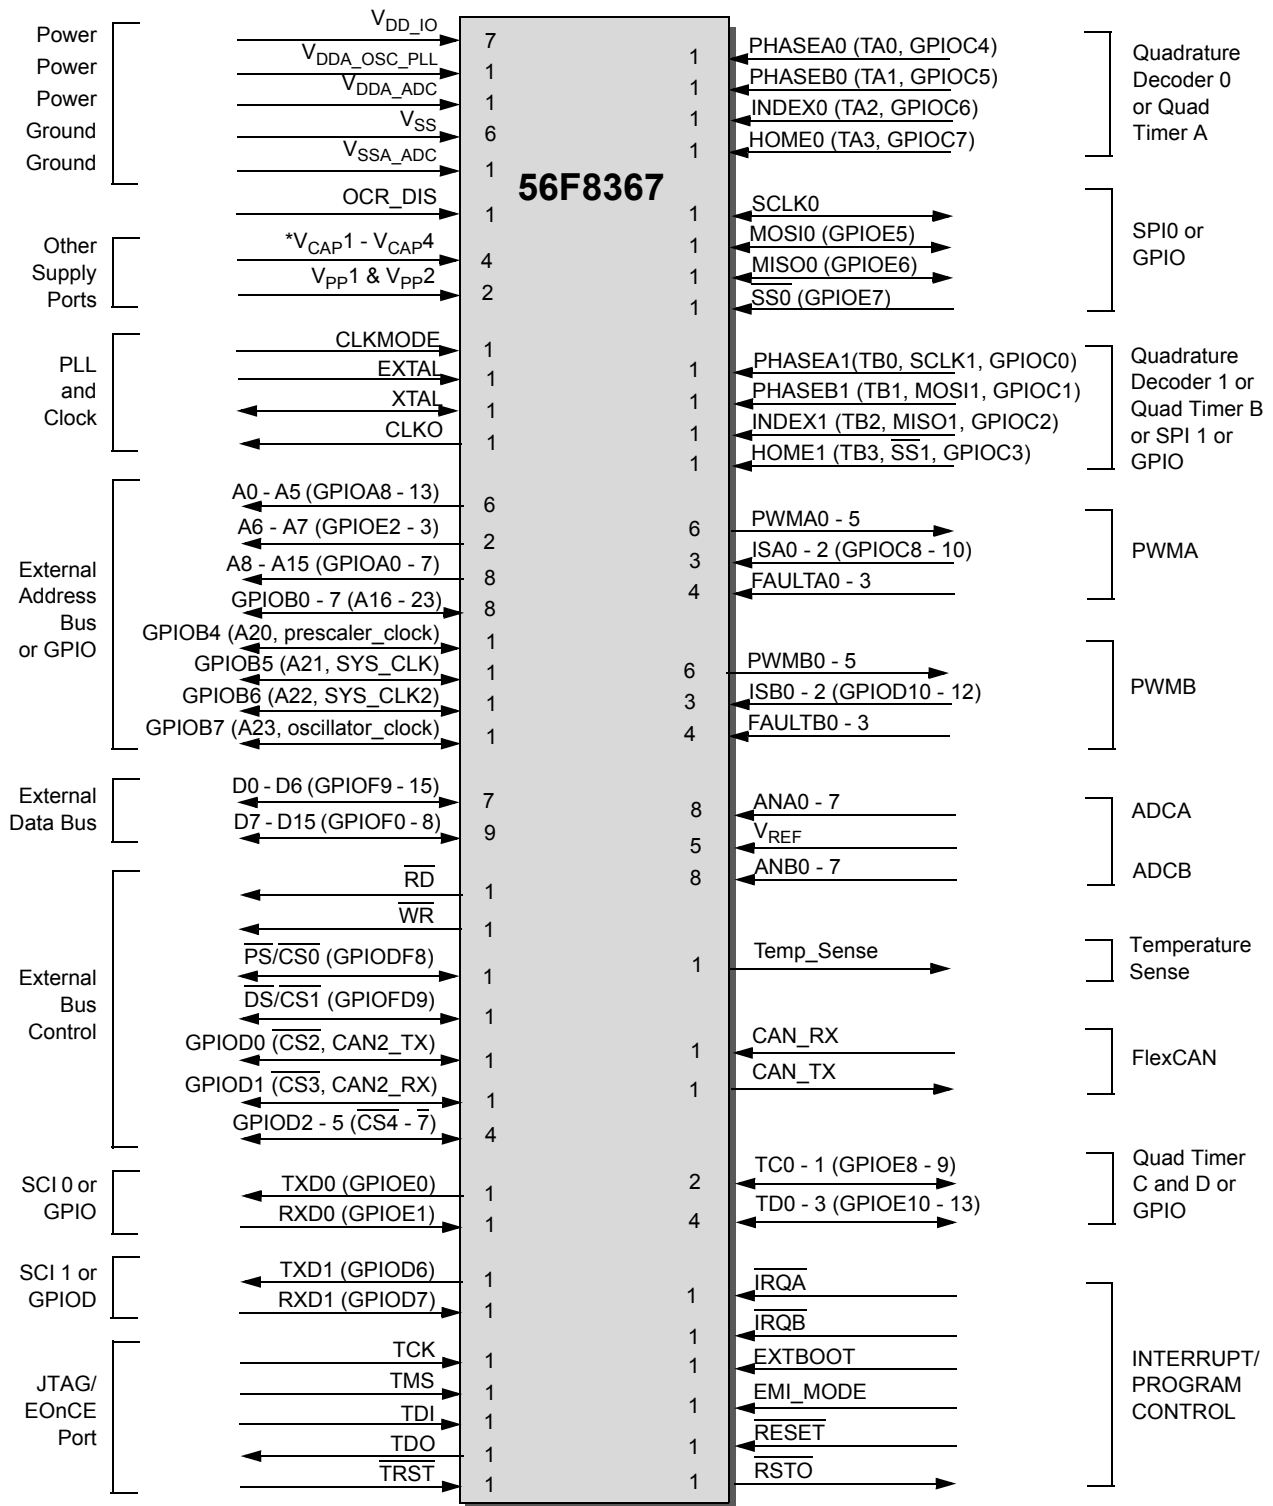 56F8367
Power
Power
Power
Ground
Ground
VDD_IO
7
VDDA_OSC_PLL
1
VDDA_ADC
1
VSS
6
VSSA_ADC
1
OCR_DIS
1
Other
Supply
Ports
*VCAP1 - VCAP4
4
VPP1 & VPP2
2
PLL
and
Clock
CLKMODE
1
EXTAL
1
XTAL
1
CLKO
1
External
Address
Bus
or GPIO
A0 - A5 (GPIOA8 - 13)
6
A6 - A7 (GPIOE2 - 3)
2
A8 - A15 (GPIOA0 - 7)
8
GPIOB0 - 7 (A16 - 23)
8
GPIOB4 (A20, prescaler_clock)
1
GPIOB5 (A21, SYS_CLK)
1
GPIOB6 (A22, SYS_CLK2)
1
GPIOB7 (A23, oscillator_clock)
1
External
Data Bus
D0 - D6 (GPIOF9 - 15)
7
D7 - D15 (GPIOF0 - 8)
9
External
Bus
Control
RD
1
WR
1
PS/CS0 (GPIODF8)
1
DS/CS1 (GPIOFD9)
1
GPIOD0 (CS2, CAN2_TX)
1
GPIOD1 (CS3, CAN2_RX)
1
GPIOD2 - 5 (CS4 - 7)
4
SCI 0 or
GPIO
TXD0 (GPIOE0)
1
RXD0 (GPIOE1)
1
SCI 1 or
GPIOD
TXD1 (GPIOD6)
1
RXD1 (GPIOD7)
1
JTAG/
EOnCE
Port
TCK
1
TMS
1
TDI
1
TDO
1
TRST
1
1
PHASEA0 (TA0, GPIOC4)
1
PHASEB0 (TA1, GPIOC5)
1
INDEX0 (TA2, GPIOC6)
1
HOME0 (TA3, GPIOC7)
Quadrature
Decoder 0
or Quad
Timer A
1
SCLK0
1
MOSI0 (GPIOE5)
1
MISO0 (GPIOE6)
1
SS0 (GPIOE7)
SPI0 or
GPIO
1
PHASEA1(TB0, SCLK1, GPIOC0)
1
PHASEB1 (TB1, MOSI1, GPIOC1)
1
INDEX1 (TB2, MISO1, GPIOC2)
1
HOME1 (TB3, SS1, GPIOC3)
Quadrature
Decoder 1 or
Quad Timer B
or SPI 1 or
GPIO
6
PWMA0 - 5
3
ISA0 - 2 (GPIOC8 - 10)
4
FAULTA0 - 3
PWMA
6
PWMB0 - 5
3
ISB0 - 2 (GPIOD10 - 12)
4
FAULTB0 - 3
PWMB
8
ANA0 - 7
5
VREF
8
ANB0 - 7
ADCA
ADCB
1
Temp_Sense
Temperature
Sense
1
CAN_RX
1
CAN_TX
FlexCAN
2
TC0 - 1 (GPIOE8 - 9)
4
TD0 - 3 (GPIOE10 - 13)
Quad Timer
C and D or
GPIO
1
IRQA
1
IRQB
1
EXTBOOT
1
EMI_MODE
1
RESET
1
RSTO
INTERRUPT/
PROGRAM
CONTROL